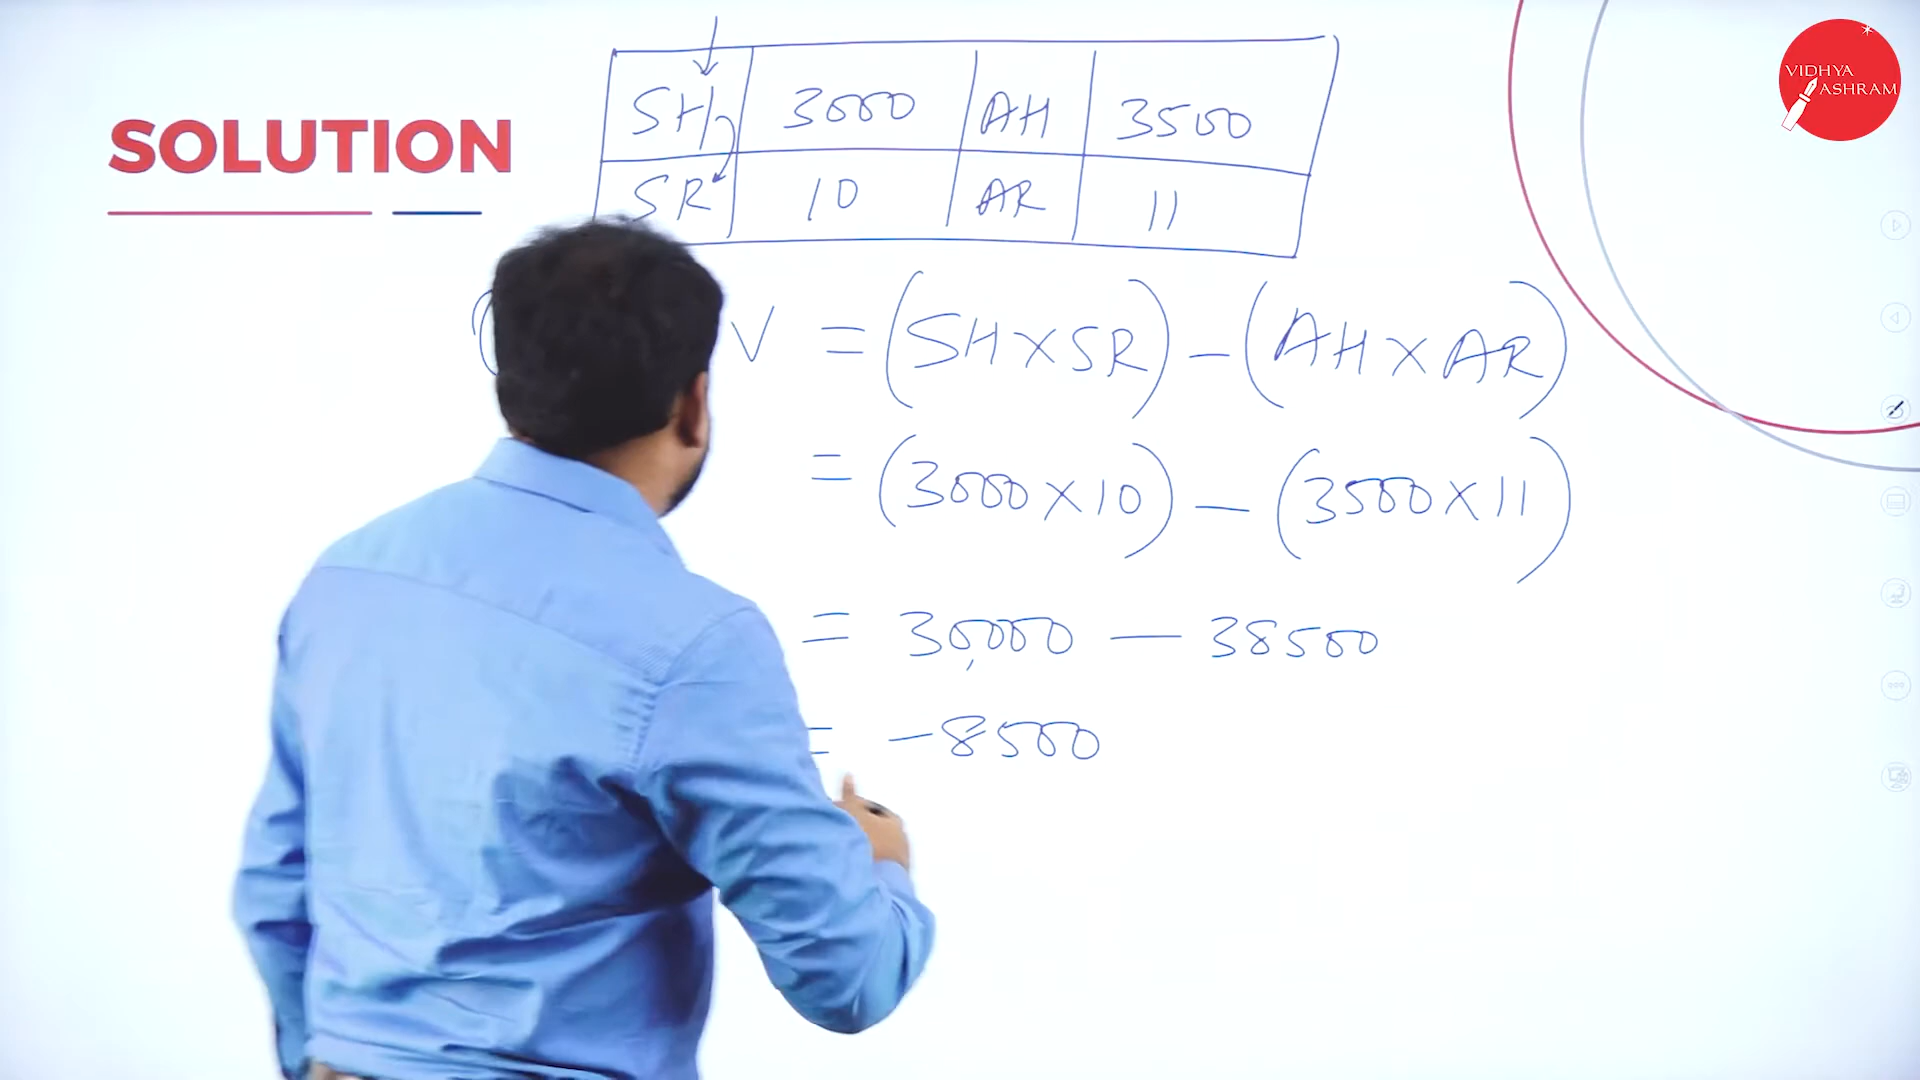 VIDHYA
ASHRAM
SOLUTION
SH 3000 AH 3500
SR 10 AR 11
V = (SH×SR) - (AH×AR)
= (3000×10) - (3500×11)
= 30,000 - 38500
= -8500